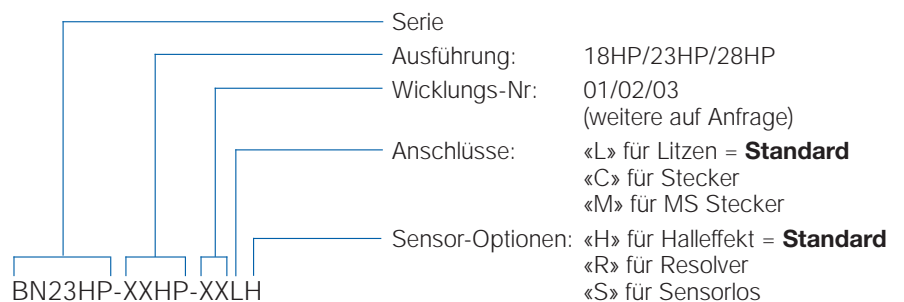 Serie
Ausführung: 18HP/23HP/28HP
Wicklungs-Nr: 01/02/03
(weitere auf Anfrage)
Anschlüsse: «L» für Litzen = Standard
«C» für Stecker
«M» für MS Stecker
Sensor-Optionen: «H» für Halleffekt = Standard
«R» für Resolver
BN23HP-XXHP-XXLH «S» für Sensorlos